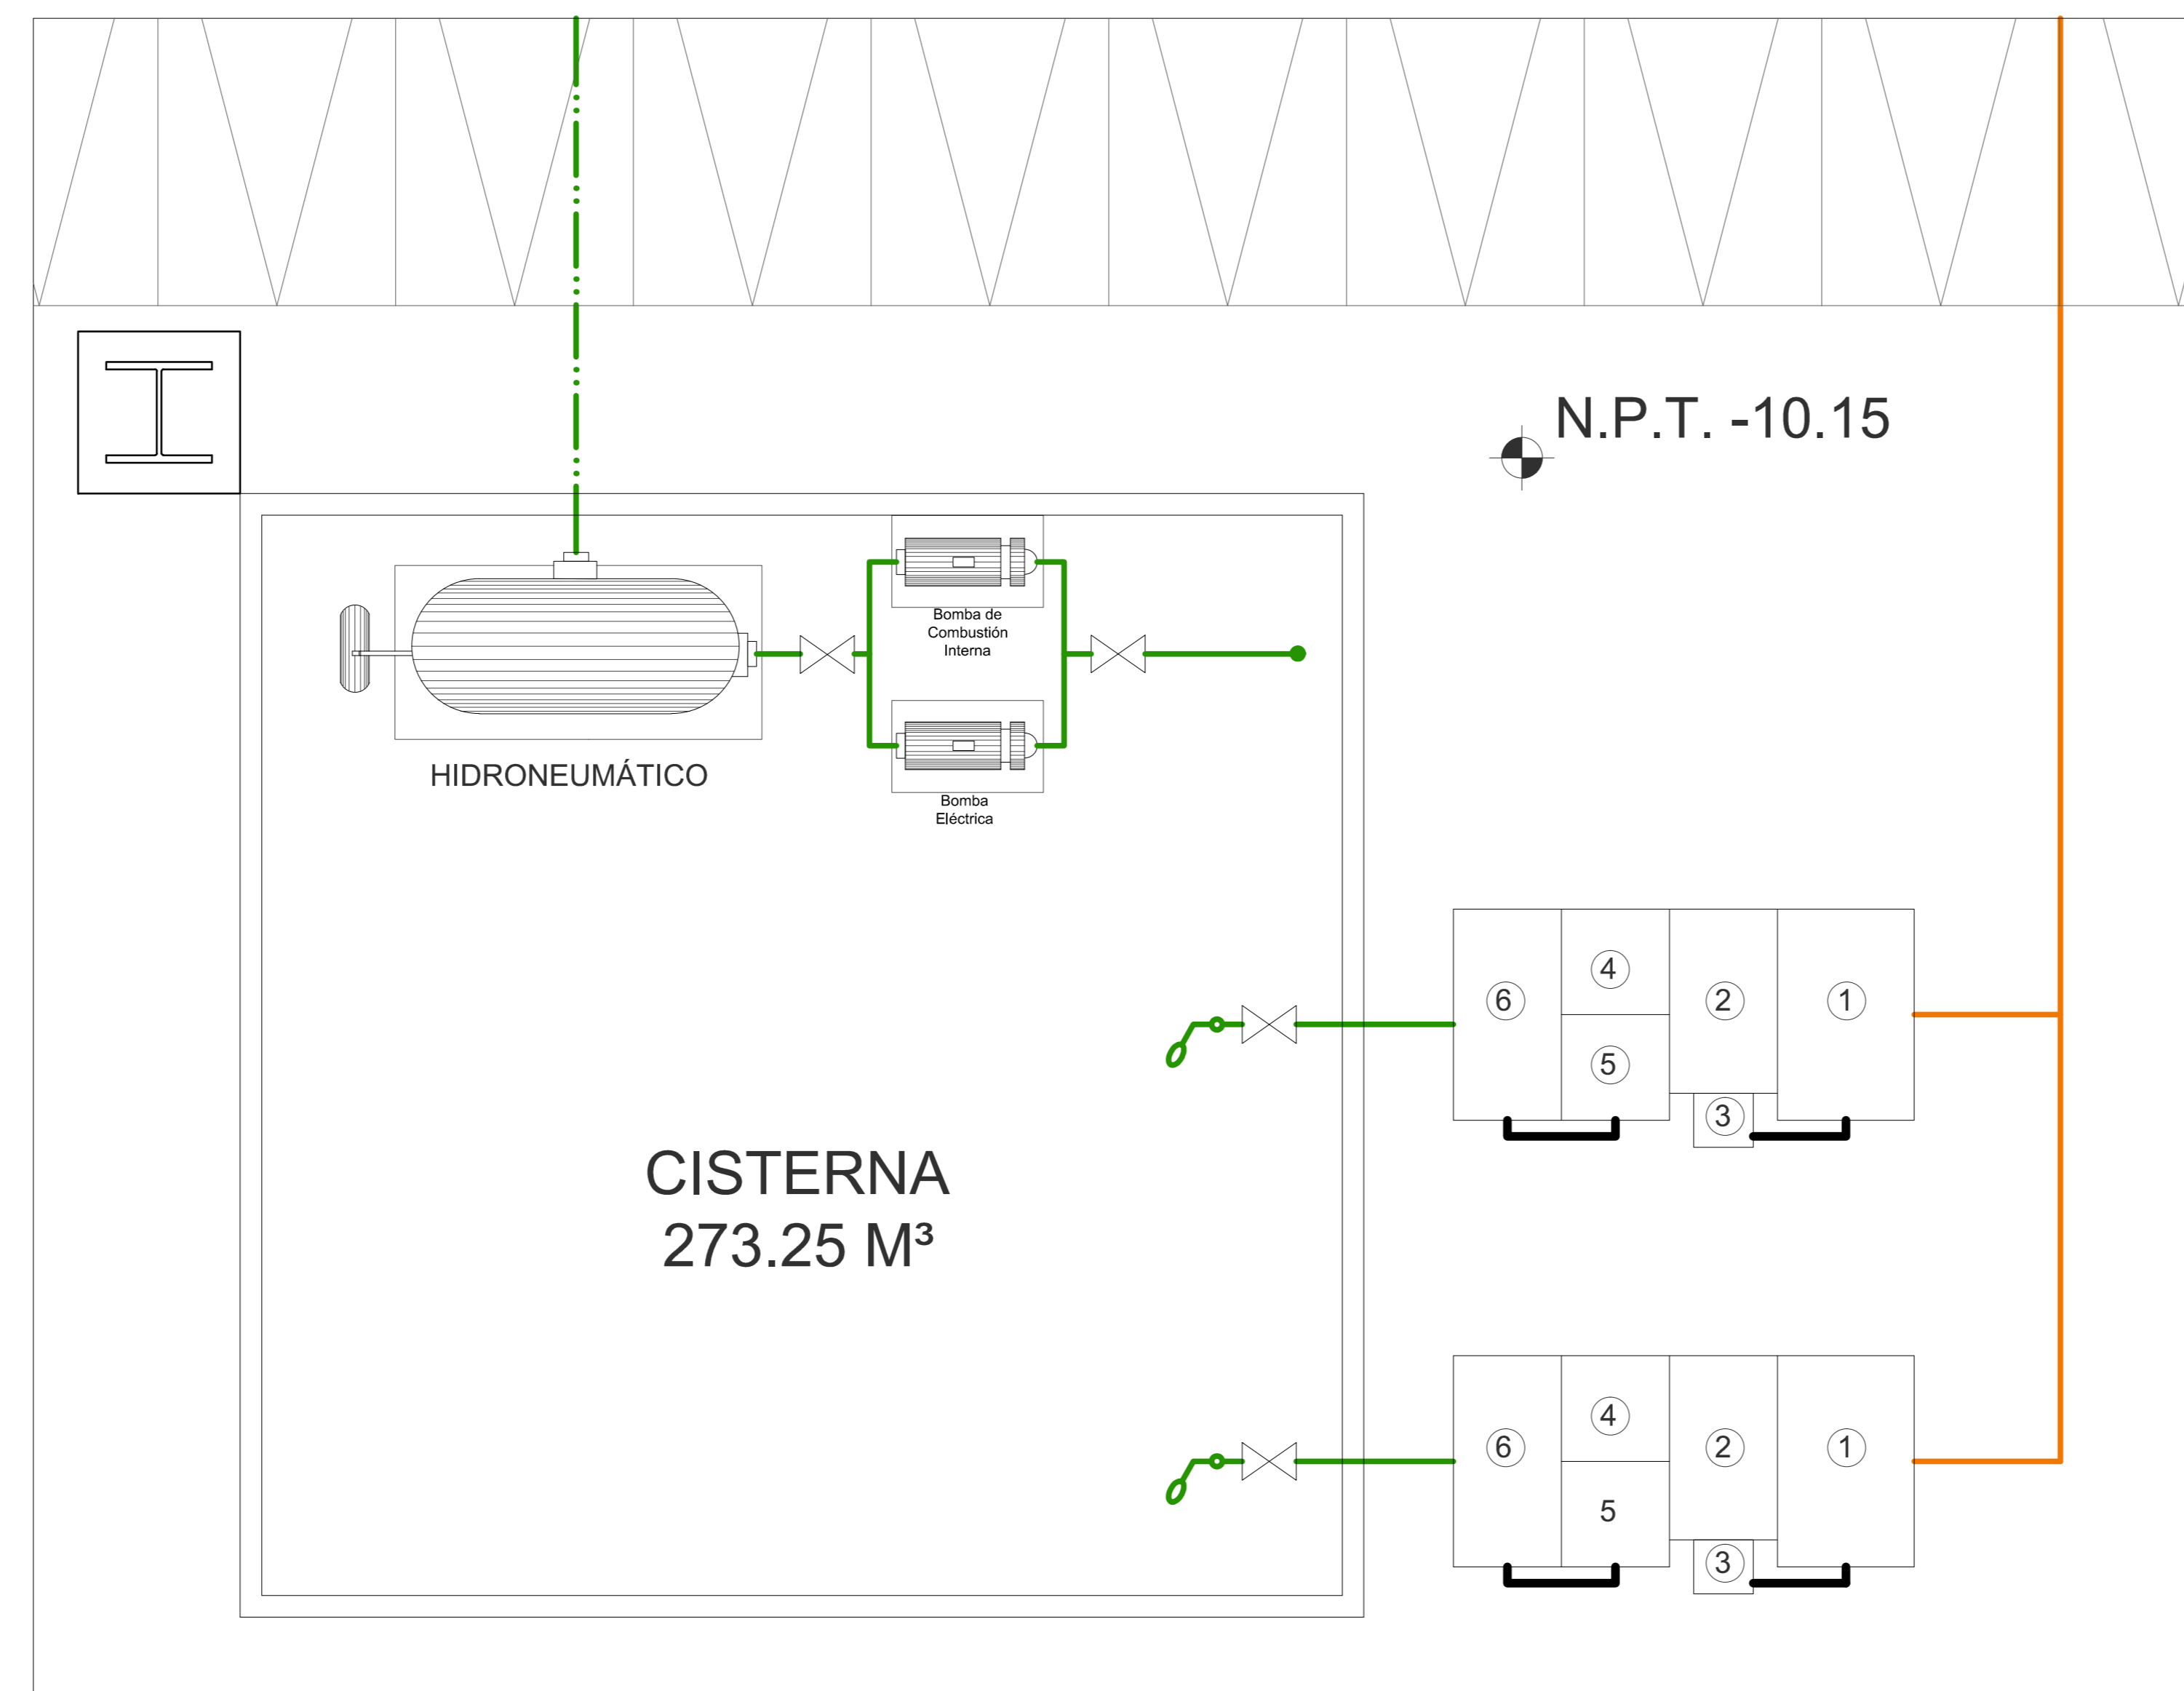 N.P.T. -10.15
Bomba de
Combustión
Interna
HIDRONEUMÁTICO
Bomba
Eléctrica
6
4
2
1
5
3
CISTERNA
273.25 M³
6
4
2
1
5
3